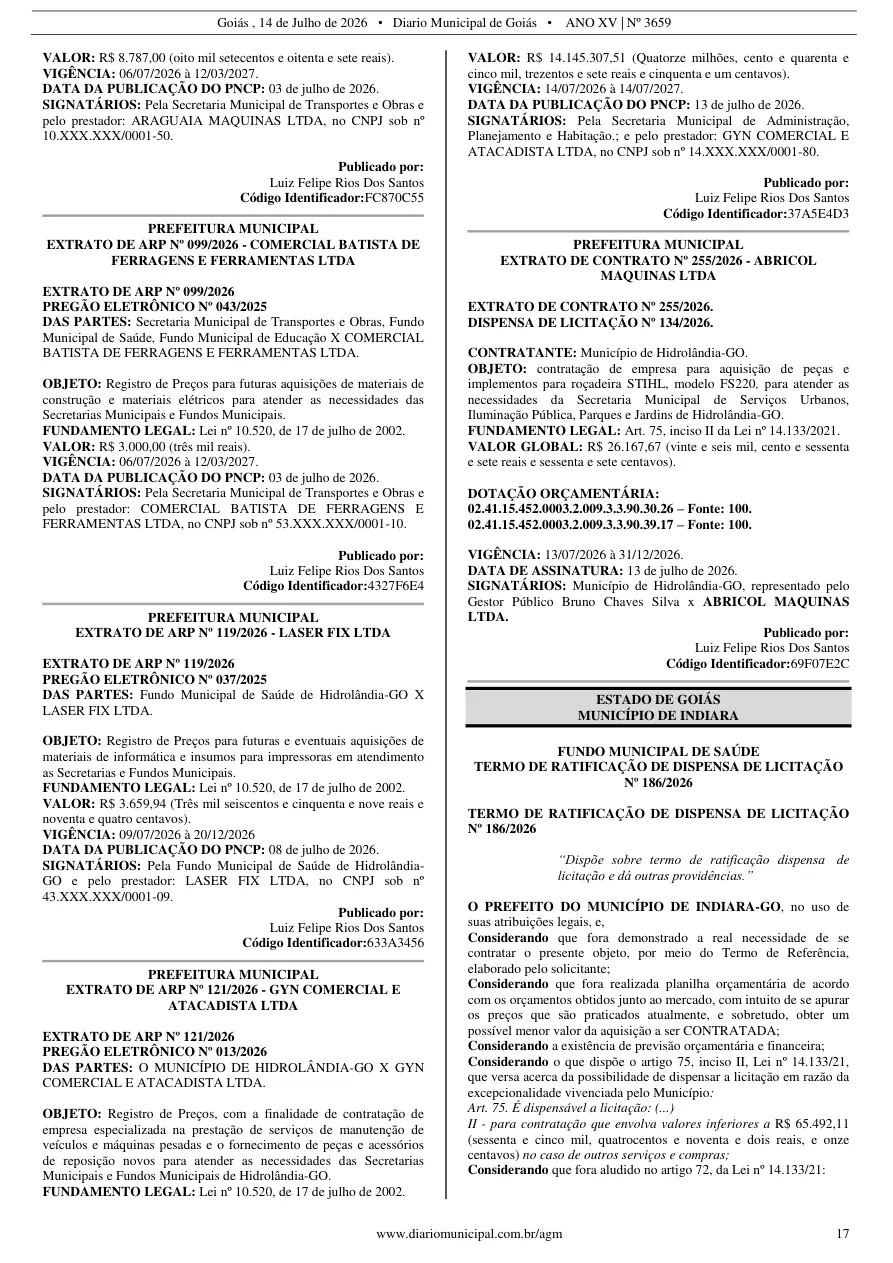 Goiás , 14 de Julho de 2026 • Diario Municipal de Goiás • ANO XV | Nº 3659
VALOR: R$ 8.787,00 (oito mil setecentos e oitenta e sete reais).
VIGÊNCIA: 06/07/2026 à 12/03/2027.
DATA DA PUBLICAÇÃO DO PNCP: 03 de julho de 2026.
SIGNATÁRIOS: Pela Secretaria Municipal de Transportes e Obras e
pelo prestador: ARAGUAIA MAQUINAS LTDA, no CNPJ sob nº
10.XXX.XXX/0001-50.
Publicado por:
Luiz Felipe Rios Dos Santos
Código Identificador:FC870C55
PREFEITURA MUNICIPAL
EXTRATO DE ARP Nº 099/2026 - COMERCIAL BATISTA DE
FERRAGENS E FERRAMENTAS LTDA
EXTRATO DE ARP Nº 099/2026
PREGÃO ELETRÔNICO Nº 043/2025
DAS PARTES: Secretaria Municipal de Transportes e Obras, Fundo
Municipal de Saúde, Fundo Municipal de Educação X COMERCIAL
BATISTA DE FERRAGENS E FERRAMENTAS LTDA.
OBJETO: Registro de Preços para futuras aquisições de materiais de
construção e materiais elétricos para atender as necessidades das
Secretarias Municipais e Fundos Municipais.
FUNDAMENTO LEGAL: Lei nº 10.520, de 17 de julho de 2002.
VALOR: R$ 3.000,00 (três mil reais).
VIGÊNCIA: 06/07/2026 à 12/03/2027.
DATA DA PUBLICAÇÃO DO PNCP: 03 de julho de 2026.
SIGNATÁRIOS: Pela Secretaria Municipal de Transportes e Obras e
pelo prestador: COMERCIAL BATISTA DE FERRAGENS E
FERRAMENTAS LTDA, no CNPJ sob nº 53.XXX.XXX/0001-10.
Publicado por:
Luiz Felipe Rios Dos Santos
Código Identificador:4327F6E4
PREFEITURA MUNICIPAL
EXTRATO DE ARP Nº 119/2026 - LASER FIX LTDA
EXTRATO DE ARP Nº 119/2026
PREGÃO ELETRÔNICO Nº 037/2025
DAS PARTES: Fundo Municipal de Saúde de Hidrolândia-GO X
LASER FIX LTDA.
OBJETO: Registro de Preços para futuras e eventuais aquisições de
materiais de informática e insumos para impressoras em atendimento
as Secretarias e Fundos Municipais.
FUNDAMENTO LEGAL: Lei nº 10.520, de 17 de julho de 2002.
VALOR: R$ 3.659,94 (Três mil seiscentos e cinquenta e nove reais e
noventa e quatro centavos).
VIGÊNCIA: 09/07/2026 à 20/12/2026
DATA DA PUBLICAÇÃO DO PNCP: 08 de julho de 2026.
SIGNATÁRIOS: Pela Fundo Municipal de Saúde de Hidrolândia-
GO e pelo prestador: LASER FIX LTDA, no CNPJ sob nº
43.XXX.XXX/0001-09.
Publicado por:
Luiz Felipe Rios Dos Santos
Código Identificador:633A3456
PREFEITURA MUNICIPAL
EXTRATO DE ARP Nº 121/2026 - GYN COMERCIAL E
ATACADISTA LTDA
EXTRATO DE ARP Nº 121/2026
PREGÃO ELETRÔNICO Nº 013/2026
DAS PARTES: O MUNICÍPIO DE HIDROLÂNDIA-GO X GYN
COMERCIAL E ATACADISTA LTDA.
OBJETO: Registro de Preços, com a finalidade de contratação de
empresa especializada na prestação de serviços de manutenção de
veículos e máquinas pesadas e o fornecimento de peças e acessórios
de reposição novos para atender as necessidades das Secretarias
Municipais e Fundos Municipais de Hidrolândia-GO.
FUNDAMENTO LEGAL: Lei nº 10.520, de 17 de julho de 2002.
VALOR: R$ 14.145.307,51 (Quatorze milhões, cento e quarenta e
cinco mil, trezentos e sete reais e cinquenta e um centavos).
VIGÊNCIA: 14/07/2026 à 14/07/2027.
DATA DA PUBLICAÇÃO DO PNCP: 13 de julho de 2026.
SIGNATÁRIOS: Pela Secretaria Municipal de Administração,
Planejamento e Habitação.; e pelo prestador: GYN COMERCIAL E
ATACADISTA LTDA, no CNPJ sob nº 14.XXX.XXX/0001-80.
Publicado por:
Luiz Felipe Rios Dos Santos
Código Identificador:37A5E4D3
PREFEITURA MUNICIPAL
EXTRATO DE CONTRATO Nº 255/2026 - ABRICOL
MAQUINAS LTDA
EXTRATO DE CONTRATO Nº 255/2026.
DISPENSA DE LICITAÇÃO Nº 134/2026.
CONTRATANTE: Município de Hidrolândia-GO.
OBJETO: contratação de empresa para aquisição de peças e
implementos para roçadeira STIHL, modelo FS220, para atender as
necessidades da Secretaria Municipal de Serviços Urbanos,
Iluminação Pública, Parques e Jardins de Hidrolândia-GO.
FUNDAMENTO LEGAL: Art. 75, inciso II da Lei nº 14.133/2021.
VALOR GLOBAL: R$ 26.167,67 (vinte e seis mil, cento e sessenta
e sete reais e sessenta e sete centavos).
DOTAÇÃO ORÇAMENTÁRIA:
02.41.15.452.0003.2.009.3.3.90.30.26 – Fonte: 100.
02.41.15.452.0003.2.009.3.3.90.39.17 – Fonte: 100.
VIGÊNCIA: 13/07/2026 à 31/12/2026.
DATA DE ASSINATURA: 13 de julho de 2026.
SIGNATÁRIOS: Município de Hidrolândia-GO, representado pelo
Gestor Público Bruno Chaves Silva x ABRICOL MAQUINAS
LTDA.
Publicado por:
Luiz Felipe Rios Dos Santos
Código Identificador:69F07E2C
ESTADO DE GOIÁS
MUNICÍPIO DE INDIARA
FUNDO MUNICIPAL DE SAÚDE
TERMO DE RATIFICAÇÃO DE DISPENSA DE LICITAÇÃO
Nº 186/2026
TERMO DE RATIFICAÇÃO DE DISPENSA DE LICITAÇÃO
Nº 186/2026
“Dispõe sobre termo de ratificação dispensa de
licitação e dá outras providências.”
O PREFEITO DO MUNICÍPIO DE INDIARA-GO, no uso de
suas atribuições legais, e,
Considerando que fora demonstrado a real necessidade de se
contratar o presente objeto, por meio do Termo de Referência,
elaborado pelo solicitante;
Considerando que fora realizada planilha orçamentária de acordo
com os orçamentos obtidos junto ao mercado, com intuito de se apurar
os preços que são praticados atualmente, e sobretudo, obter um
possível menor valor da aquisição a ser CONTRATADA;
Considerando a existência de previsão orçamentária e financeira;
Considerando o que dispõe o artigo 75, inciso II, Lei nº 14.133/21,
que versa acerca da possibilidade de dispensar a licitação em razão da
excepcionalidade vivenciada pelo Município:
Art. 75. É dispensável a licitação: (...)
II - para contratação que envolva valores inferiores a R$ 65.492,11
(sessenta e cinco mil, quatrocentos e noventa e dois reais, e onze
centavos) no caso de outros serviços e compras;
Considerando que fora aludido no artigo 72, da Lei nº 14.133/21:
www.diariomunicipal.com.br/agm
17